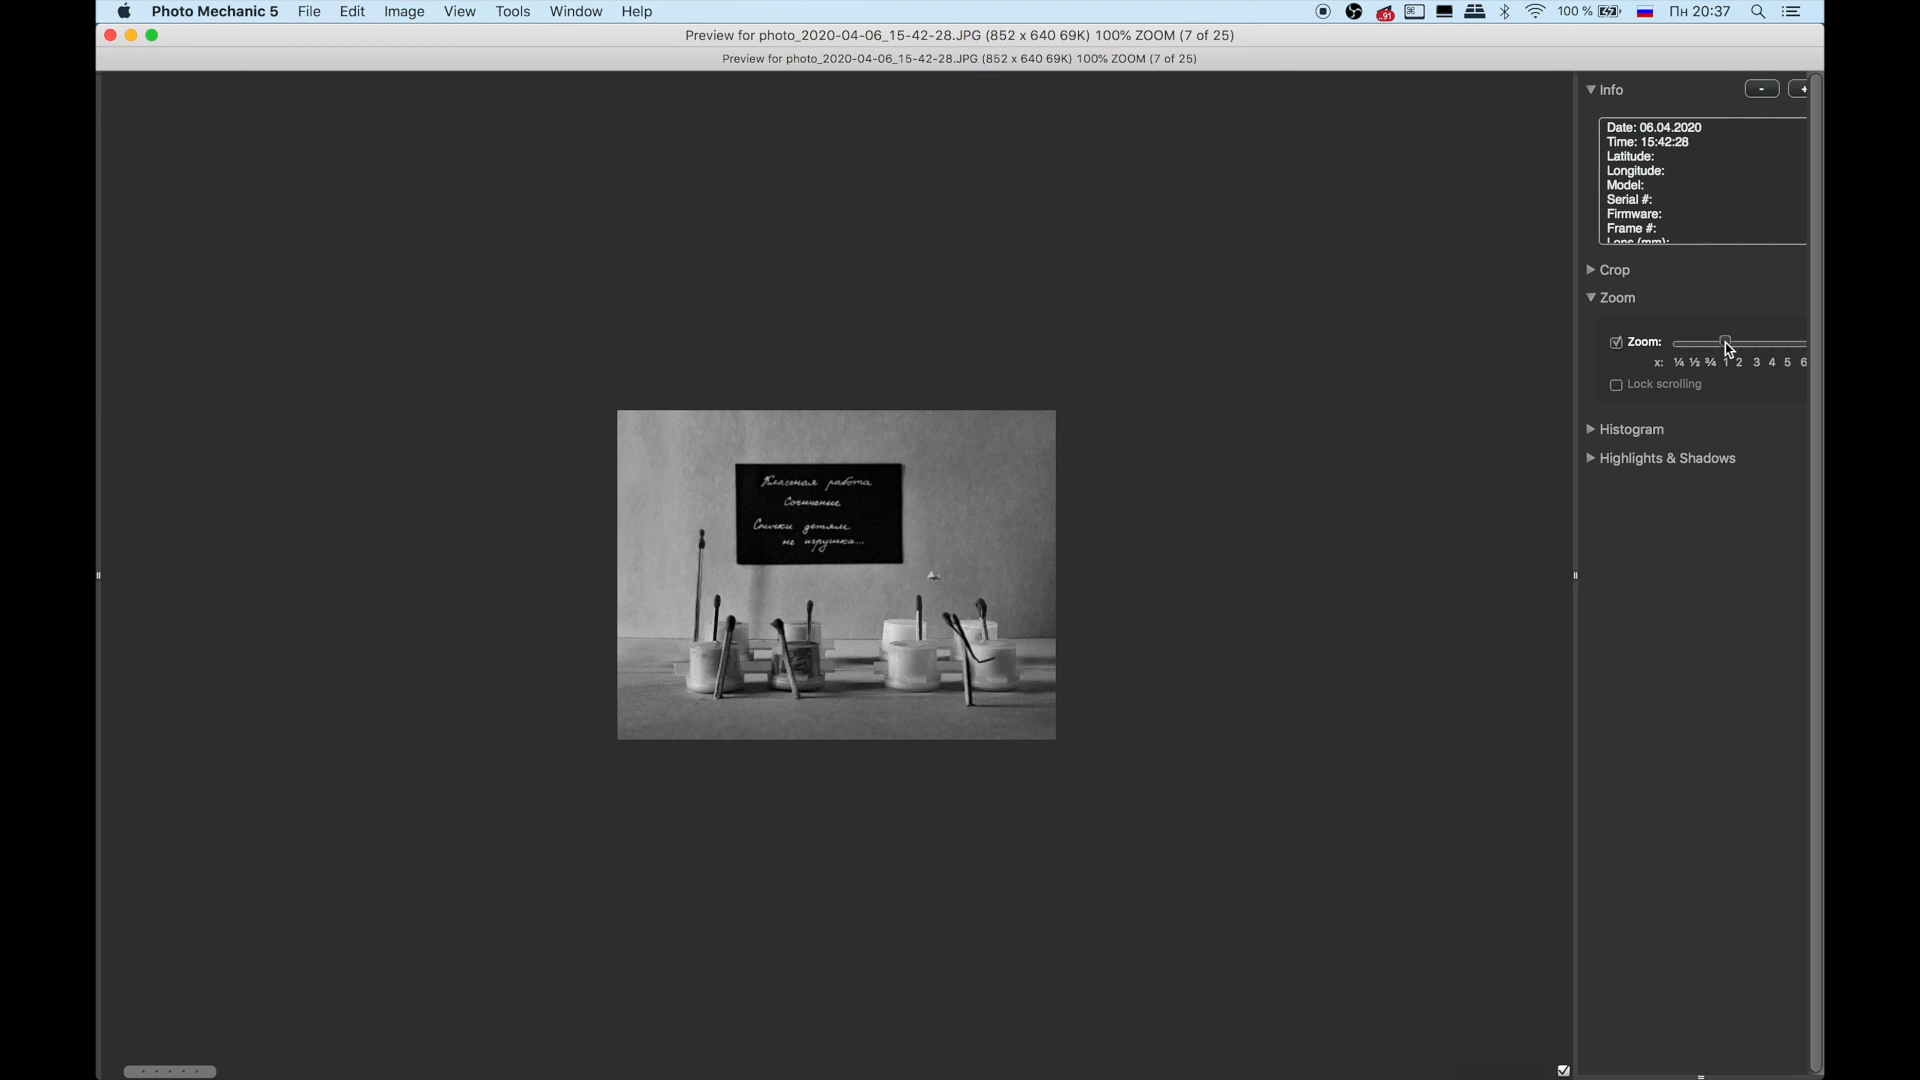 Photo Mechanic 5 File Edit Image View Tools Window Help
91 100 % Пн 20:37
Preview for photo_2020-04-06_15-42-28.JPG (852 x 640 69K) 100% ZOOM (7 of 25)
Preview for photo_2020-04-06_15-42-28.JPG (852 x 640 69K) 100% ZOOM (7 of 25)
Info - +
Date: 06.04.2020
Time: 15:42:28
Latitude:
Longitude:
Model:
Serial #:
Firmware:
Frame #:
Lens (mm):
Crop
Zoom
Zoom:
x: ¼ ½ ¾ 1 2 3 4 5 6
Lock scrolling
Histogram
Highlights & Shadows
Классная работа
Сочинение
Спички детям
не игрушка...